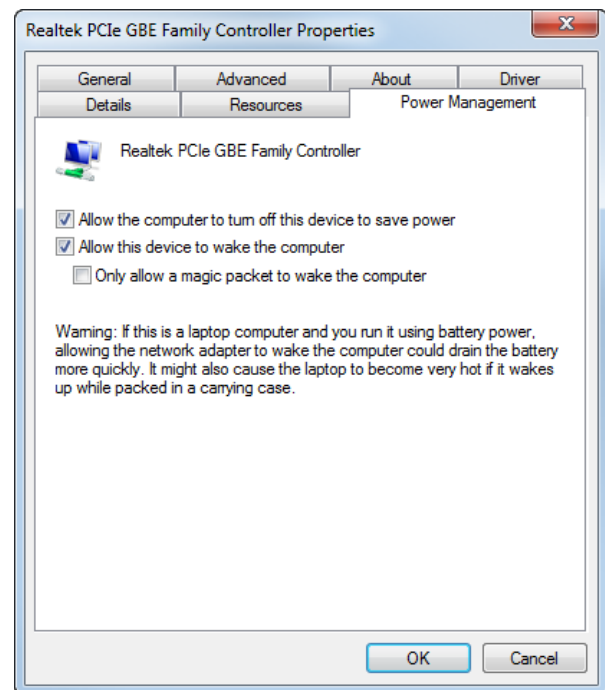 Realtek PCIe GBE Family Controller Properties
General
Advanced
About
Driver
Details
Resources
Power Management
Realtek PCIe GBE Family Controller
Allow the computer to turn off this device to save power
Allow this device to wake the computer
Only allow a magic packet to wake the computer
Warning: If this is a laptop computer and you run it using battery power,
allowing the network adapter to wake the computer could drain the battery
more quickly. It might also cause the laptop to become very hot if it wakes
up while packed in a carrying case.
OK
Cancel